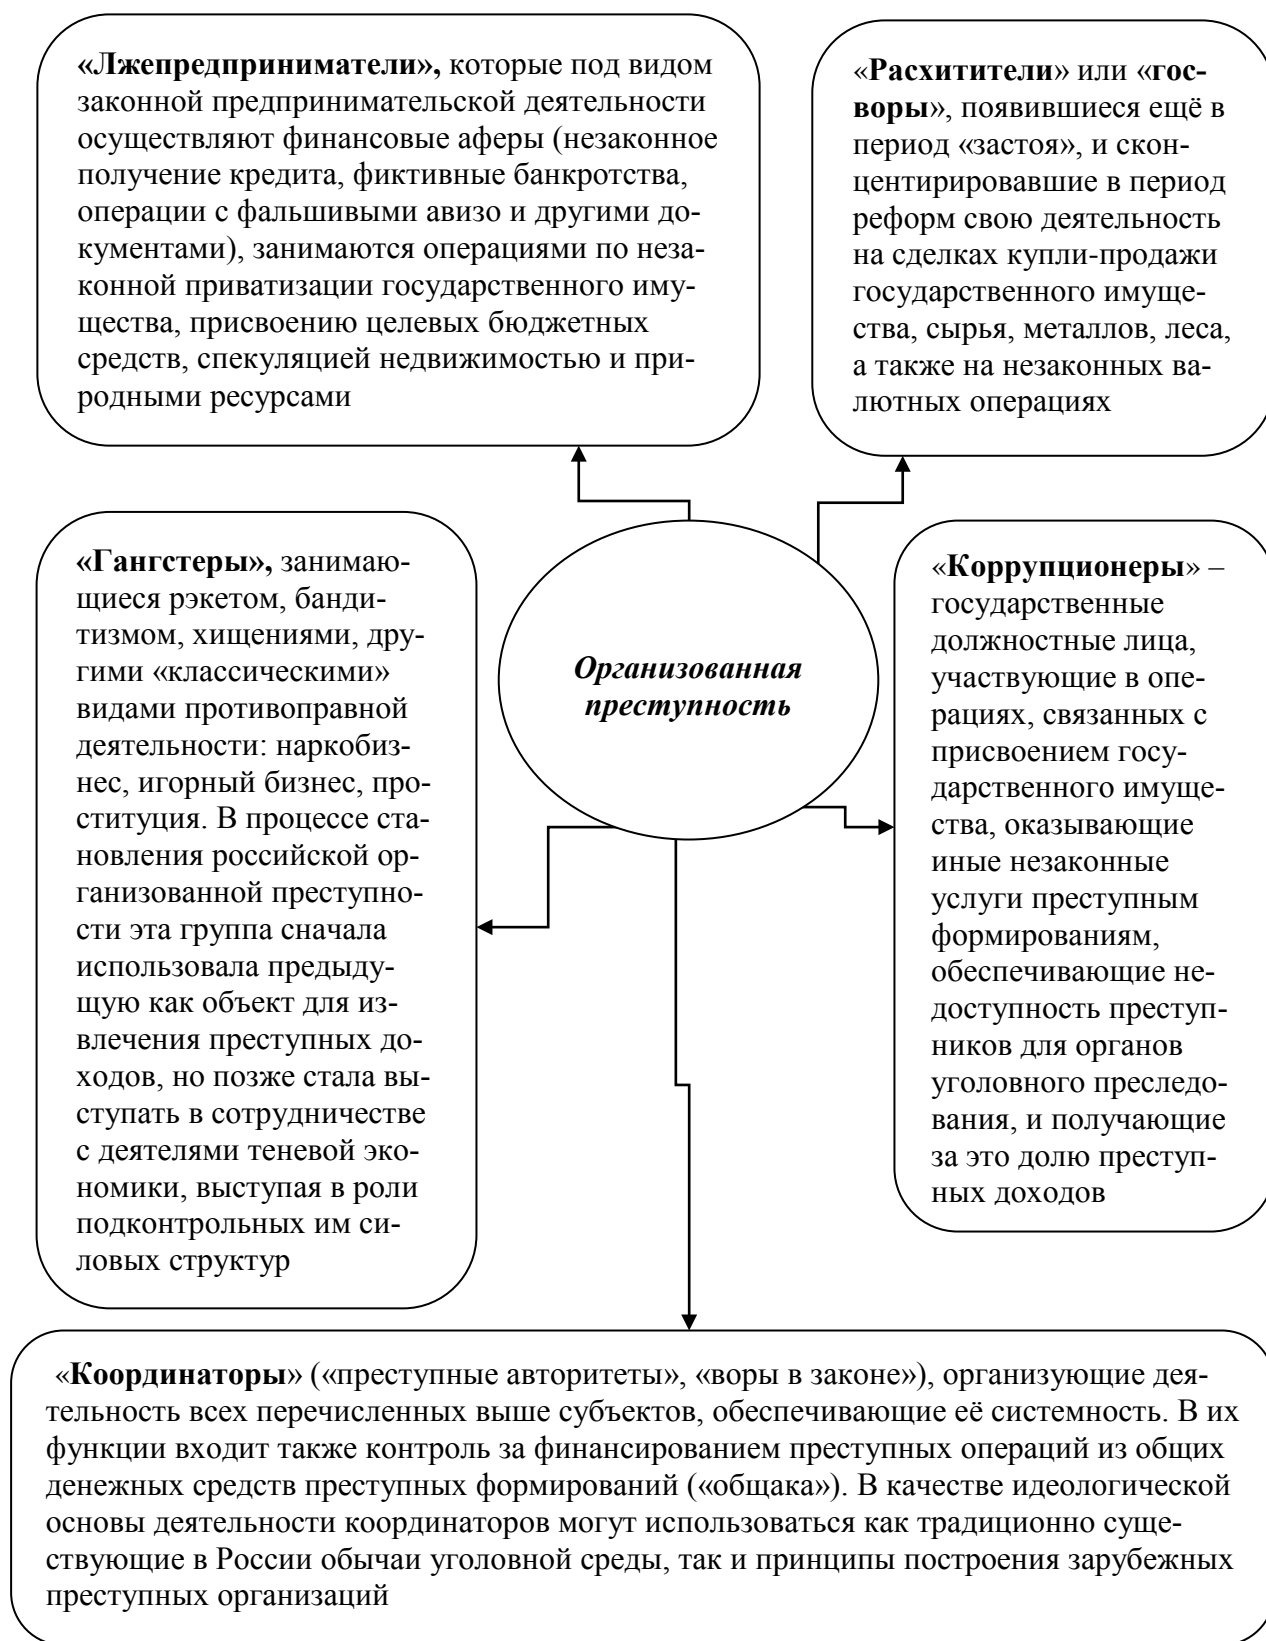 «Лжепредприниматели», которые под видом
законной предпринимательской деятельности
осуществляют финансовые аферы (незаконное
получение кредита, фиктивные банкротства,
операции с фальшивыми авизо и другими до-
кументами), занимаются операциями по неза-
конной приватизации государственного иму-
щества, присвоению целевых бюджетных
средств, спекуляцией недвижимостью и при-
родными ресурсами
«Расхитители» или «гос-
воры», появившиеся ещё в
период «застоя», и скон-
центирировавшие в период
реформ свою деятельность
на сделках купли-продажи
государственного имуще-
ства, сырья, металлов, леса,
а также на незаконных ва-
лютных операциях
«Гангстеры», занимаю-
щиеся рэкетом, банди-
тизмом, хищениями, дру-
гими «классическими»
видами противоправной
деятельности: наркобиз-
нес, игорный бизнес, про-
ституция. В процессе ста-
новления российской ор-
ганизованной преступно-
сти эта группа сначала
использовала предыду-
щую как объект для из-
влечения преступных до-
ходов, но позже стала вы-
ступать в сотрудничестве
с деятелями теневой эко-
номики, выступая в роли
подконтрольных им си-
ловых структур
Организованная
преступность
«Коррупционеры» –
государственные
должностные лица,
участвующие в опе-
рациях, связанных с
присвоением госу-
дарственного имуще-
ства, оказывающие
иные незаконные
услуги преступным
формированиям,
обеспечивающие не-
доступность преступ-
ников для органов
уголовного преследо-
вания, и получающие
за это долю преступ-
ных доходов
«Координаторы» («преступные авторитеты», «воры в законе»), организующие дея-
тельность всех перечисленных выше субъектов, обеспечивающие её системность. В их
функции входит также контроль за финансированием преступных операций из общих
денежных средств преступных формирований («общака»). В качестве идеологической
основы деятельности координаторов могут использоваться как традиционно суще-
ствующие в России обычаи уголовной среды, так и принципы построения зарубежных
преступных организаций